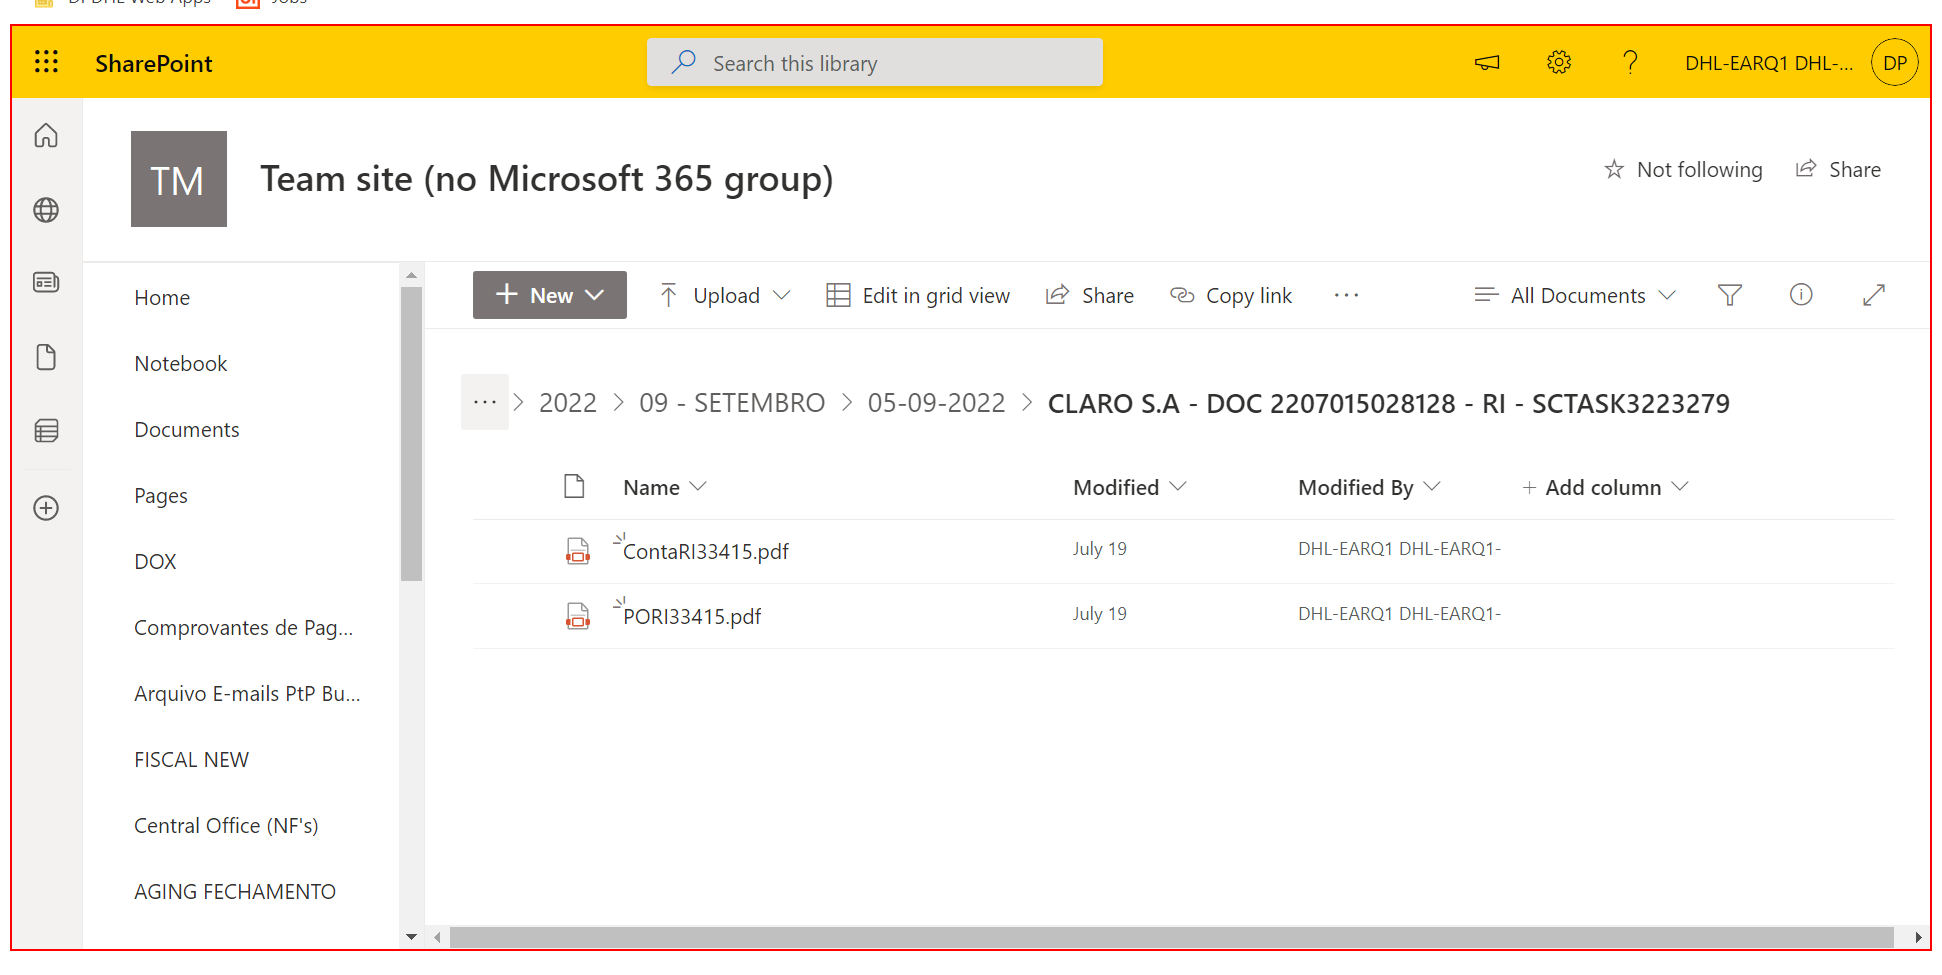 SharePoint
Search this library
DHL-EARQ1 DHL-...
DP
TM
Team site (no Microsoft 365 group)
Not following
Share
Home
Notebook
Documents
Pages
DOX
Comprovantes de Pag...
Arquivo E-mails PtP Bu...
FISCAL NEW
Central Office (NF's)
AGING FECHAMENTO
+ New
Upload
Edit in grid view
Share
Copy link
...
All Documents
... > 2022 > 09 - SETEMBRO > 05-09-2022 > CLARO S.A - DOC 2207015028128 - RI - SCTASK3223279
Name
Modified
Modified By
+ Add column
ContaRI33415.pdf
July 19
DHL-EARQ1 DHL-EARQ1-
PORI33415.pdf
July 19
DHL-EARQ1 DHL-EARQ1-